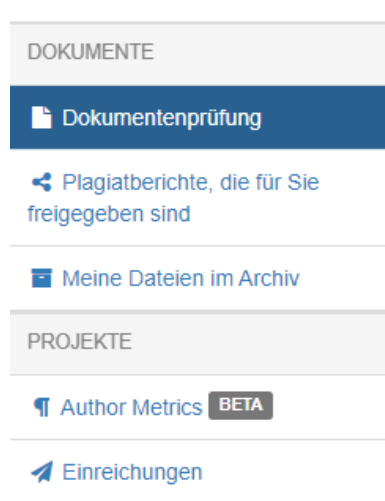 DOKUMENTE
Dokumentenprüfung
Plagiatberichte, die für Sie
freigegeben sind
Meine Dateien im Archiv
PROJEKTE
¶ Author Metrics BETA
Einreichungen